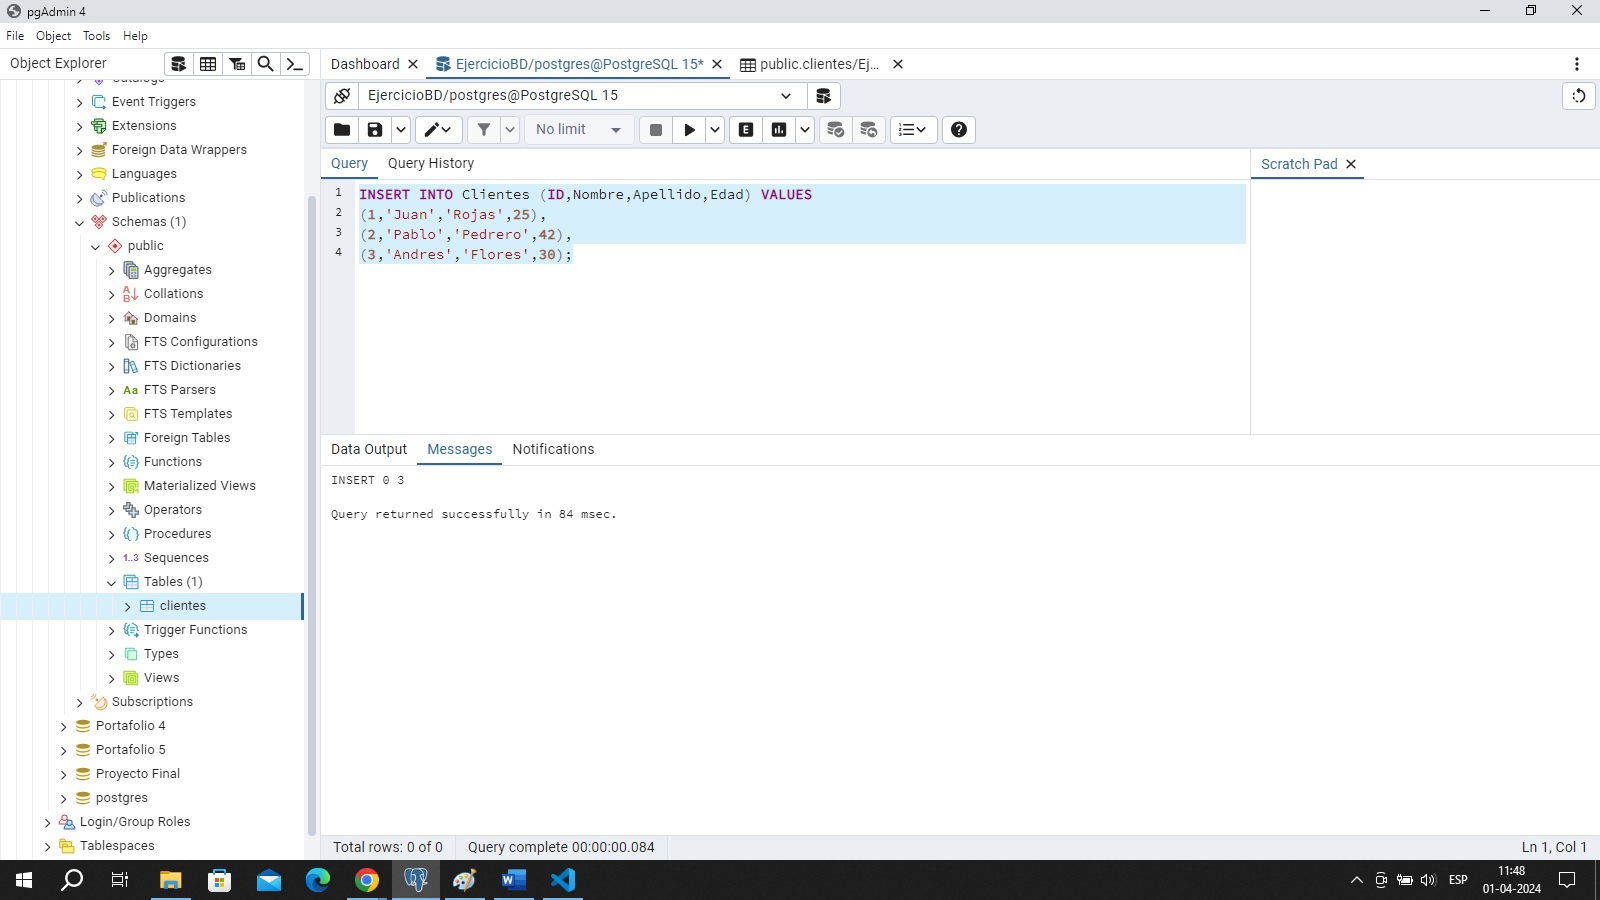 pgAdmin 4
File Object Tools Help
Object Explorer
Dashboard
EjercicioBD/postgres@PostgreSQL 15*
public.clientes/Ej...
EjercicioBD/postgres@PostgreSQL 15
No limit
Query
Query History
Scratch Pad
1 INSERT INTO Clientes (ID,Nombre,Apellido,Edad) VALUES
2 (1,'Juan','Rojas',25),
3 (2,'Pablo','Pedrero',42),
4 (3,'Andres','Flores',30);
Data Output
Messages
Notifications
INSERT 0 3
Query returned successfully in 84 msec.
Total rows: 0 of 0
Query complete 00:00:00.084
Ln 1, Col 1
Event Triggers
Extensions
Foreign Data Wrappers
Languages
Publications
Schemas (1)
public
Aggregates
Collations
Domains
FTS Configurations
FTS Dictionaries
Aa FTS Parsers
FTS Templates
Foreign Tables
Functions
Materialized Views
Operators
Procedures
1..3 Sequences
Tables (1)
clientes
Trigger Functions
Types
Views
Subscriptions
Portafolio 4
Portafolio 5
Proyecto Final
postgres
Login/Group Roles
Tablespaces
ESP
11:48
01-04-2024